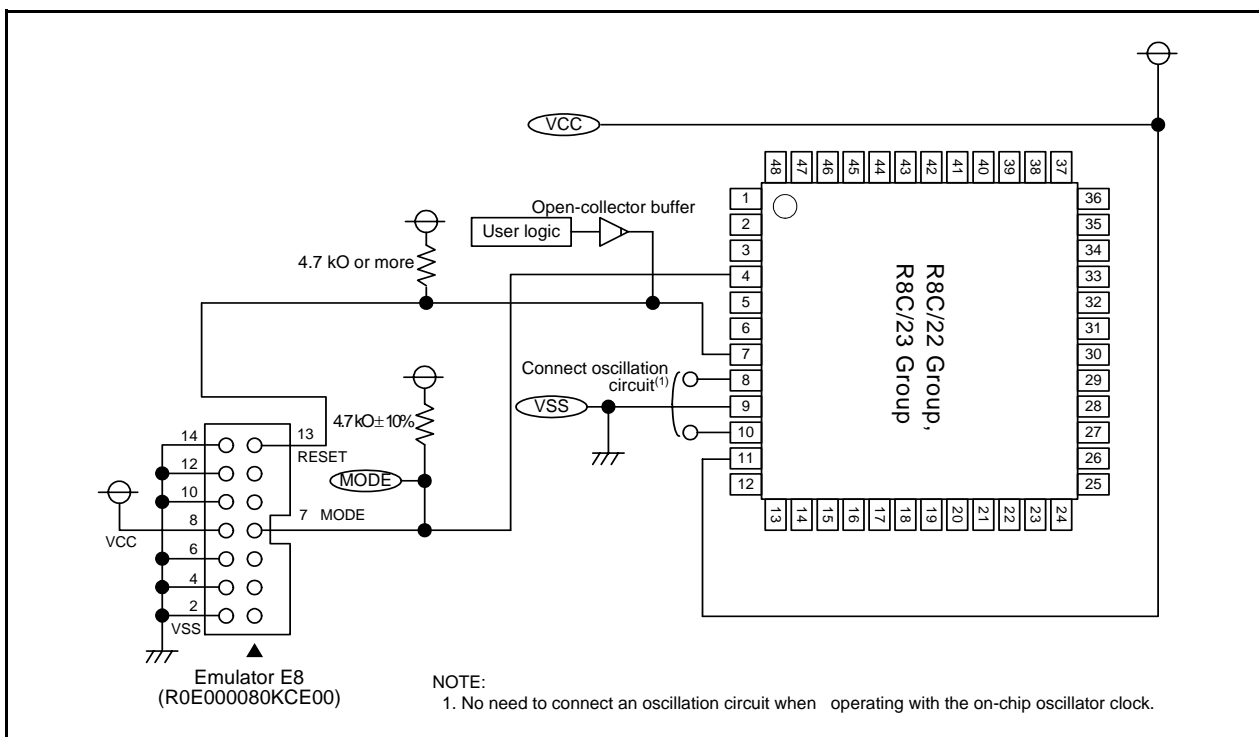 VCC
48 47 46 45 44 43 42 41 40 39 38 37
1
2
3
4
5
6
7
8
9
10
11
12
36
35
34
33
32
31
30
29
28
27
26
25
13 14 15 16 17 18 19 20 21 22 23 24
R8C/22 Group,
R8C/23 Group
Open-collector buffer
User logic
4.7 kO or more
Connect oscillation
circuit(1)
VSS
4.7kO±10%
MODE
14
13
RESET
12
10
8
7 MODE
VCC
6
4
2
VSS
Emulator E8
(R0E000080KCE00)
NOTE:
1. No need to connect an oscillation circuit when operating with the on-chip oscillator clock.